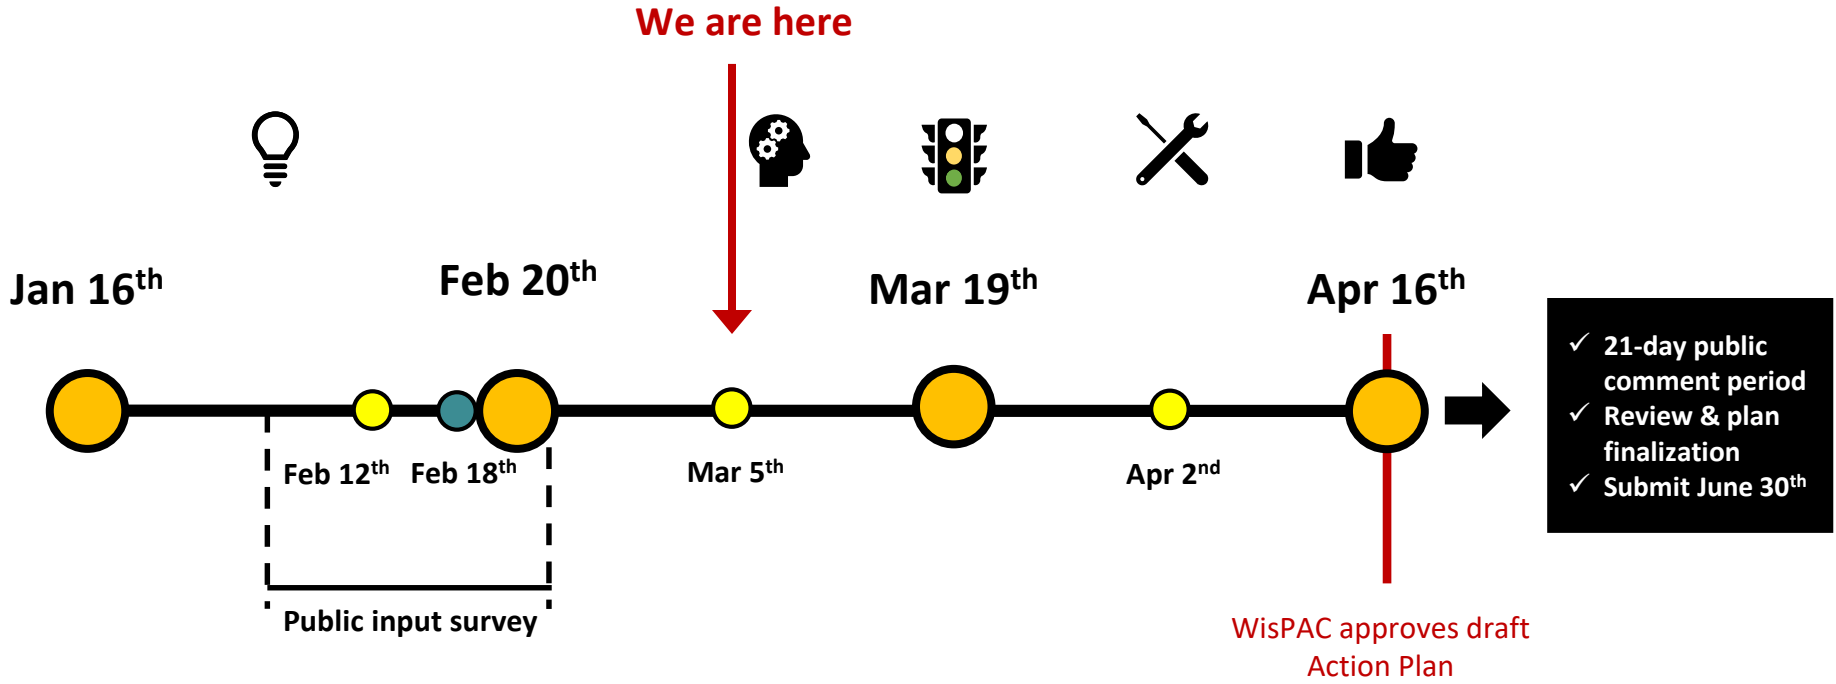 We are here
Jan 16th
Feb 20th
Mar 19th
Apr 16th
Feb 12th
Feb 18th
Mar 5th
Apr 2nd
Public input survey
WisPAC approves draft
Action Plan
✓ 21-day public
comment period
✓ Review & plan
finalization
✓ Submit June 30th